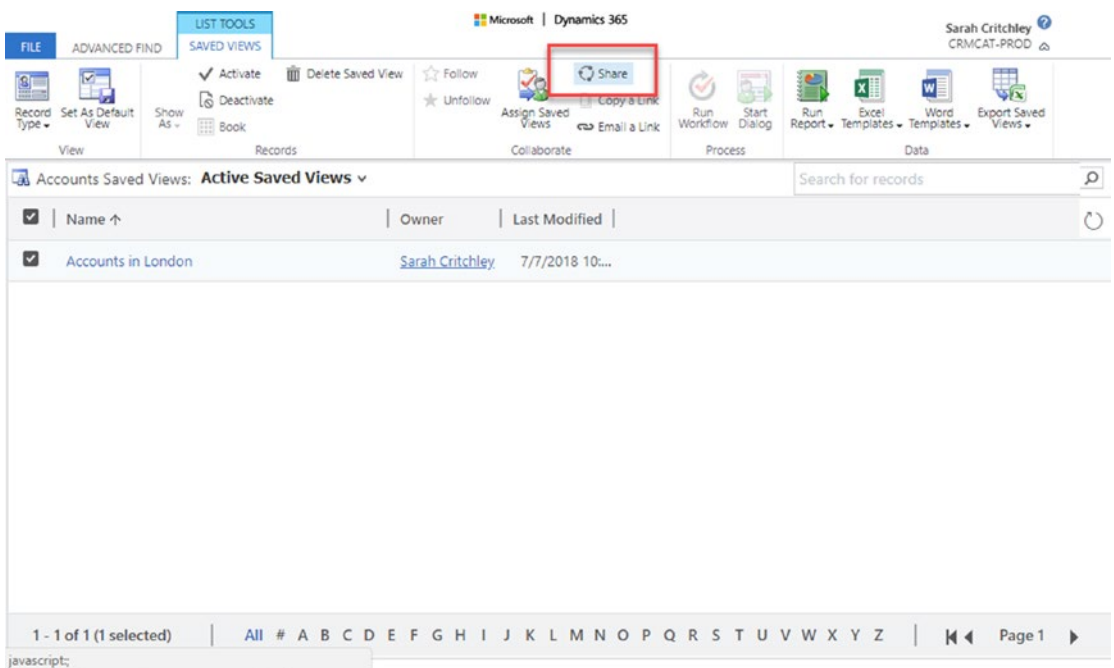 LIST TOOLS
Microsoft | Dynamics 365
Sarah Critchley
CRMCAT-PROD
FILE
ADVANCED FIND
SAVED VIEWS
Record Type
Set As Default View
Show As
View
Activate
Deactivate
Book
Delete Saved View
Records
Follow
Unfollow
Assign Saved Views
Share
Copy a Link
Email a Link
Collaborate
Run Workflow
Start Dialog
Process
Run Report
Excel Templates
Word Templates
Export Saved Views
Data
Accounts Saved Views: Active Saved Views
Search for records
Name ↑ | Owner | Last Modified |
Accounts in London Sarah Critchley 7/7/2018 10:...
1 - 1 of 1 (1 selected) | All # A B C D E F G H I J K L M N O P Q R S T U V W X Y Z | Page 1
javascript:;